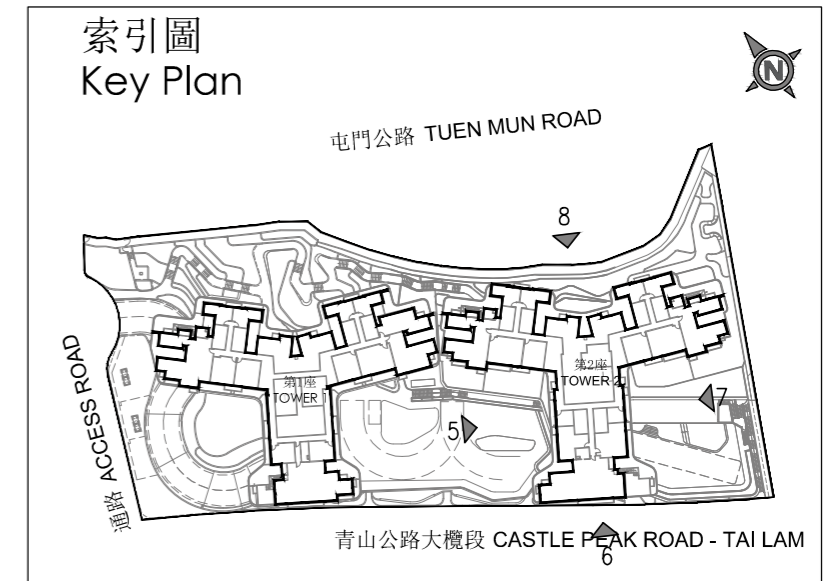 索引圖
Key Plan
N
屯門公路 TUEN MUN ROAD
8
通路 ACCESS ROAD
第1座
TOWER 1
第2座
TOWER 2
7
5
青山公路大欖段 CASTLE PEAK ROAD - TAI LAM
6